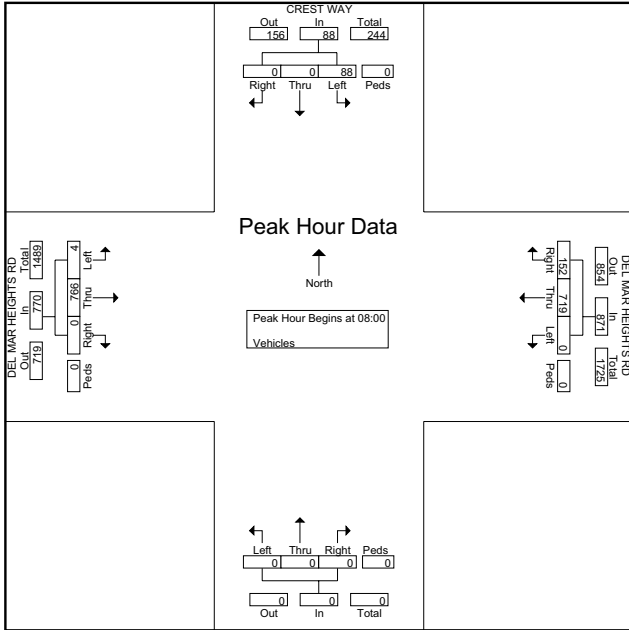 CREST WAY
Out In Total
156 88 244
0 0 88 0
Right Thru Left Peds
Peak Hour Data
North
Peak Hour Begins at 08:00
Vehicles
DEL MAR HEIGHTS RD
Total In Out
1489 770 719
4 766 0 0
Left Thru Right Peds
DEL MAR HEIGHTS RD
Out In Total
854 871 1725
152 719 0 0
Right Thru Left Peds
Left Thru Right Peds
0 0 0 0
0 0 0
Out In Total